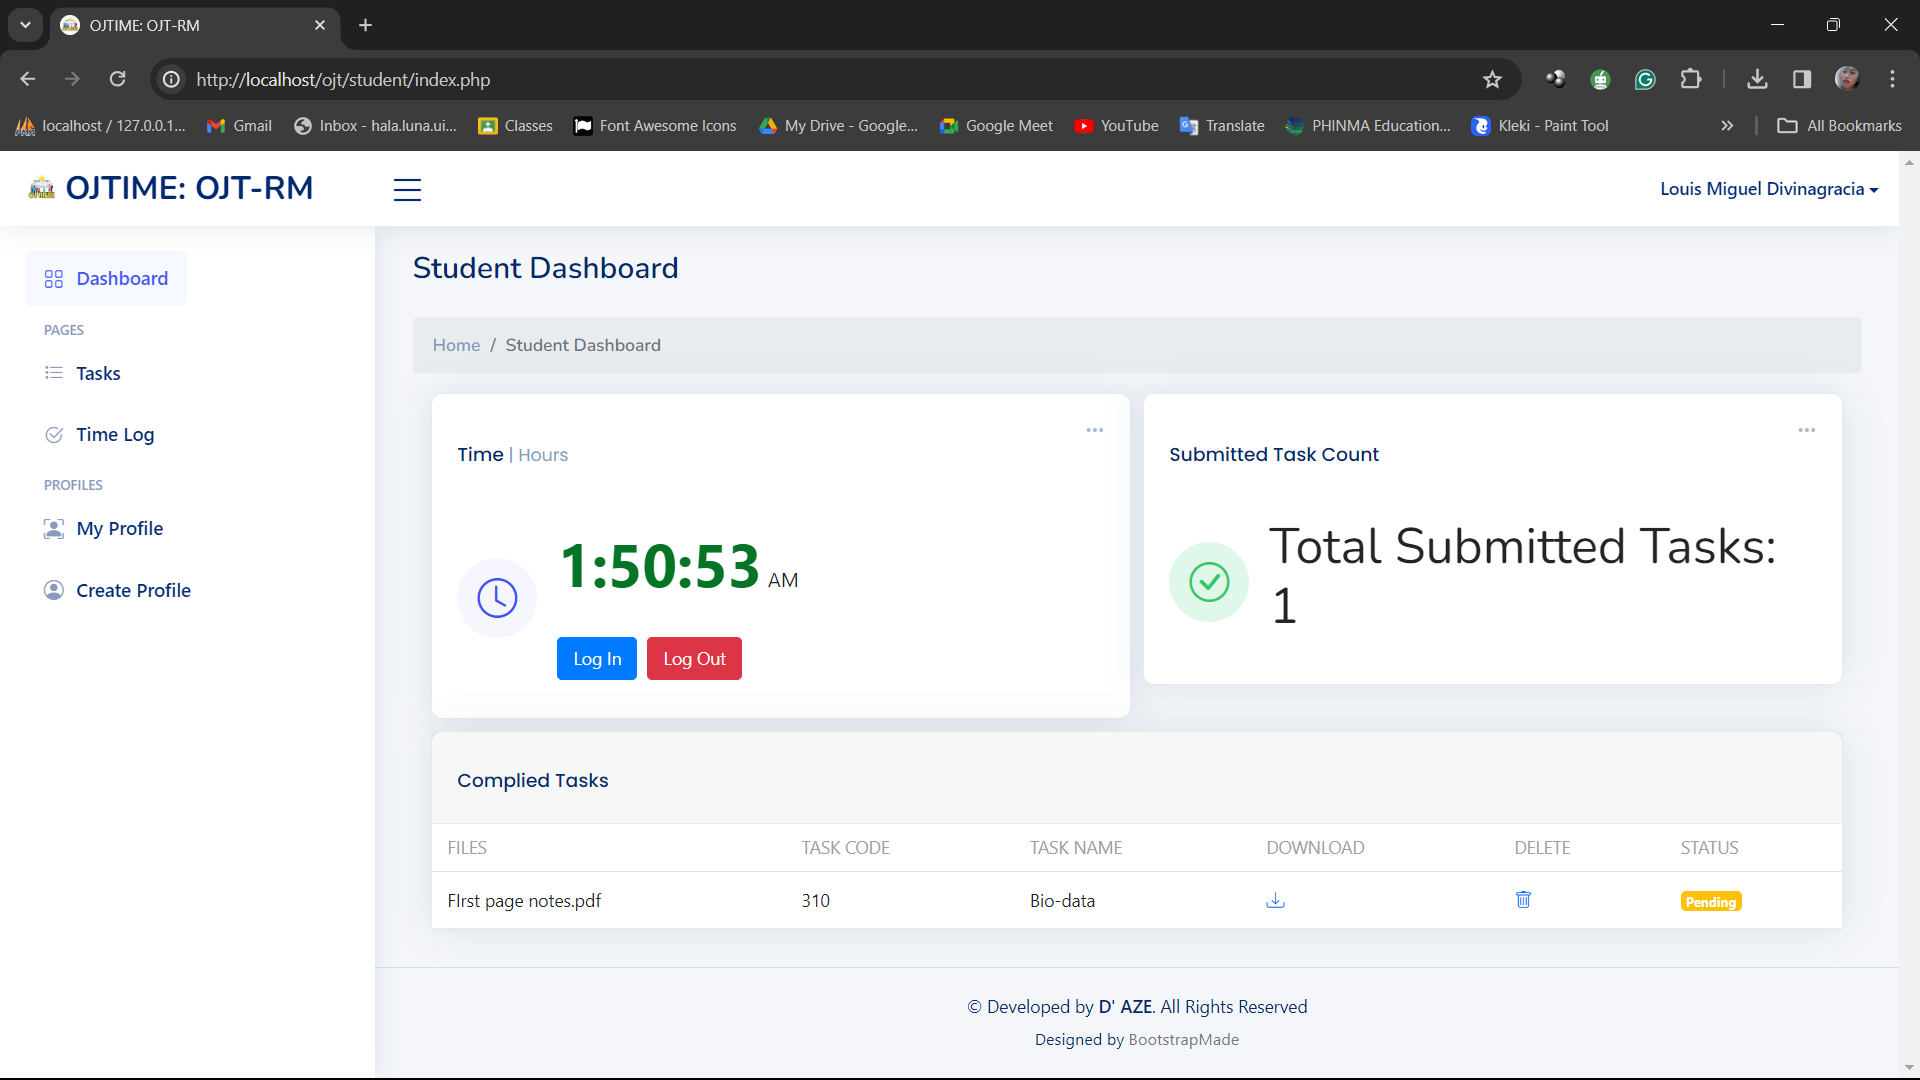 OJTIME: OJT-RM
http://localhost/ojt/student/index.php
localhost / 127.0.0.1... Gmail Inbox - hala.luna.ui... Classes Font Awesome Icons My Drive - Google... Google Meet YouTube Translate PHINMA Education... Kleki - Paint Tool All Bookmarks
OJTIME: OJT-RM
Louis Miguel Divinagracia
Dashboard
PAGES
Tasks
Time Log
PROFILES
My Profile
Create Profile
Student Dashboard
Home / Student Dashboard
Time | Hours
1:50:53 AM
Log In Log Out
Submitted Task Count
Total Submitted Tasks:
1
Complied Tasks
FILES TASK CODE TASK NAME DOWNLOAD DELETE STATUS
FIrst page notes.pdf 310 Bio-data Pending
© Developed by D' AZE. All Rights Reserved
Designed by BootstrapMade